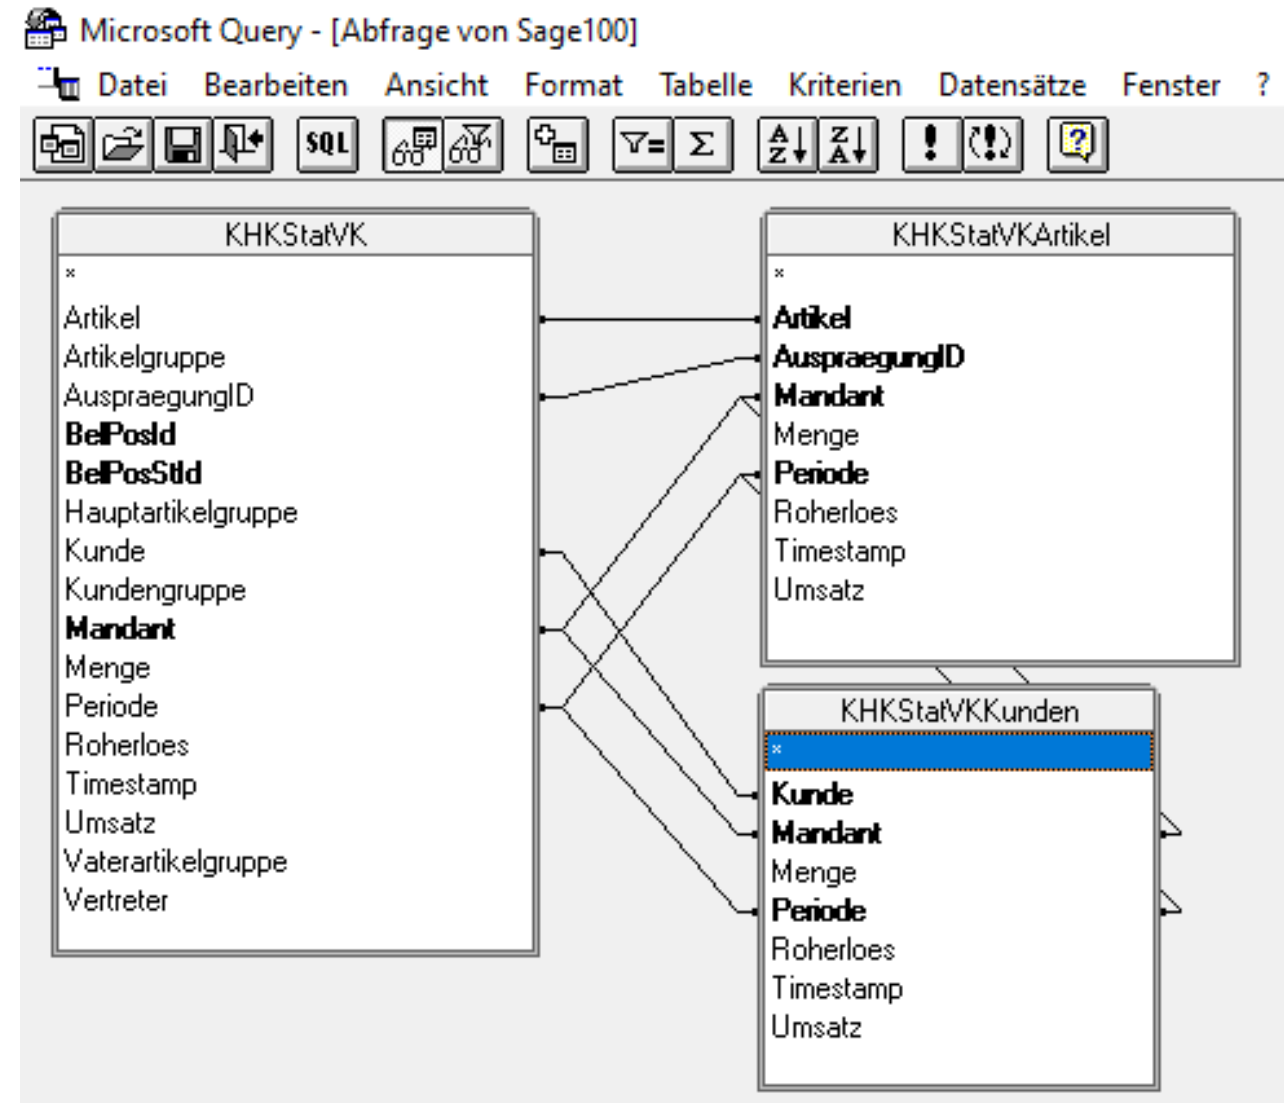 Microsoft Query - [Abfrage von Sage100]
Datei Bearbeiten Ansicht Format Tabelle Kriterien Datensätze Fenster ?
SQL
KHKStatVK
*
Artikel
Artikelgruppe
AuspraegungID
BelPosId
BelPosStId
Hauptartikelgruppe
Kunde
Kundengruppe
Mandant
Menge
Periode
Roherloes
Timestamp
Umsatz
Vaterartikelgruppe
Vertreter
KHKStatVKArtikel
*
Artikel
AuspraegungID
Mandant
Menge
Periode
Roherloes
Timestamp
Umsatz
KHKStatVKKunden
*
Kunde
Mandant
Menge
Periode
Roherloes
Timestamp
Umsatz